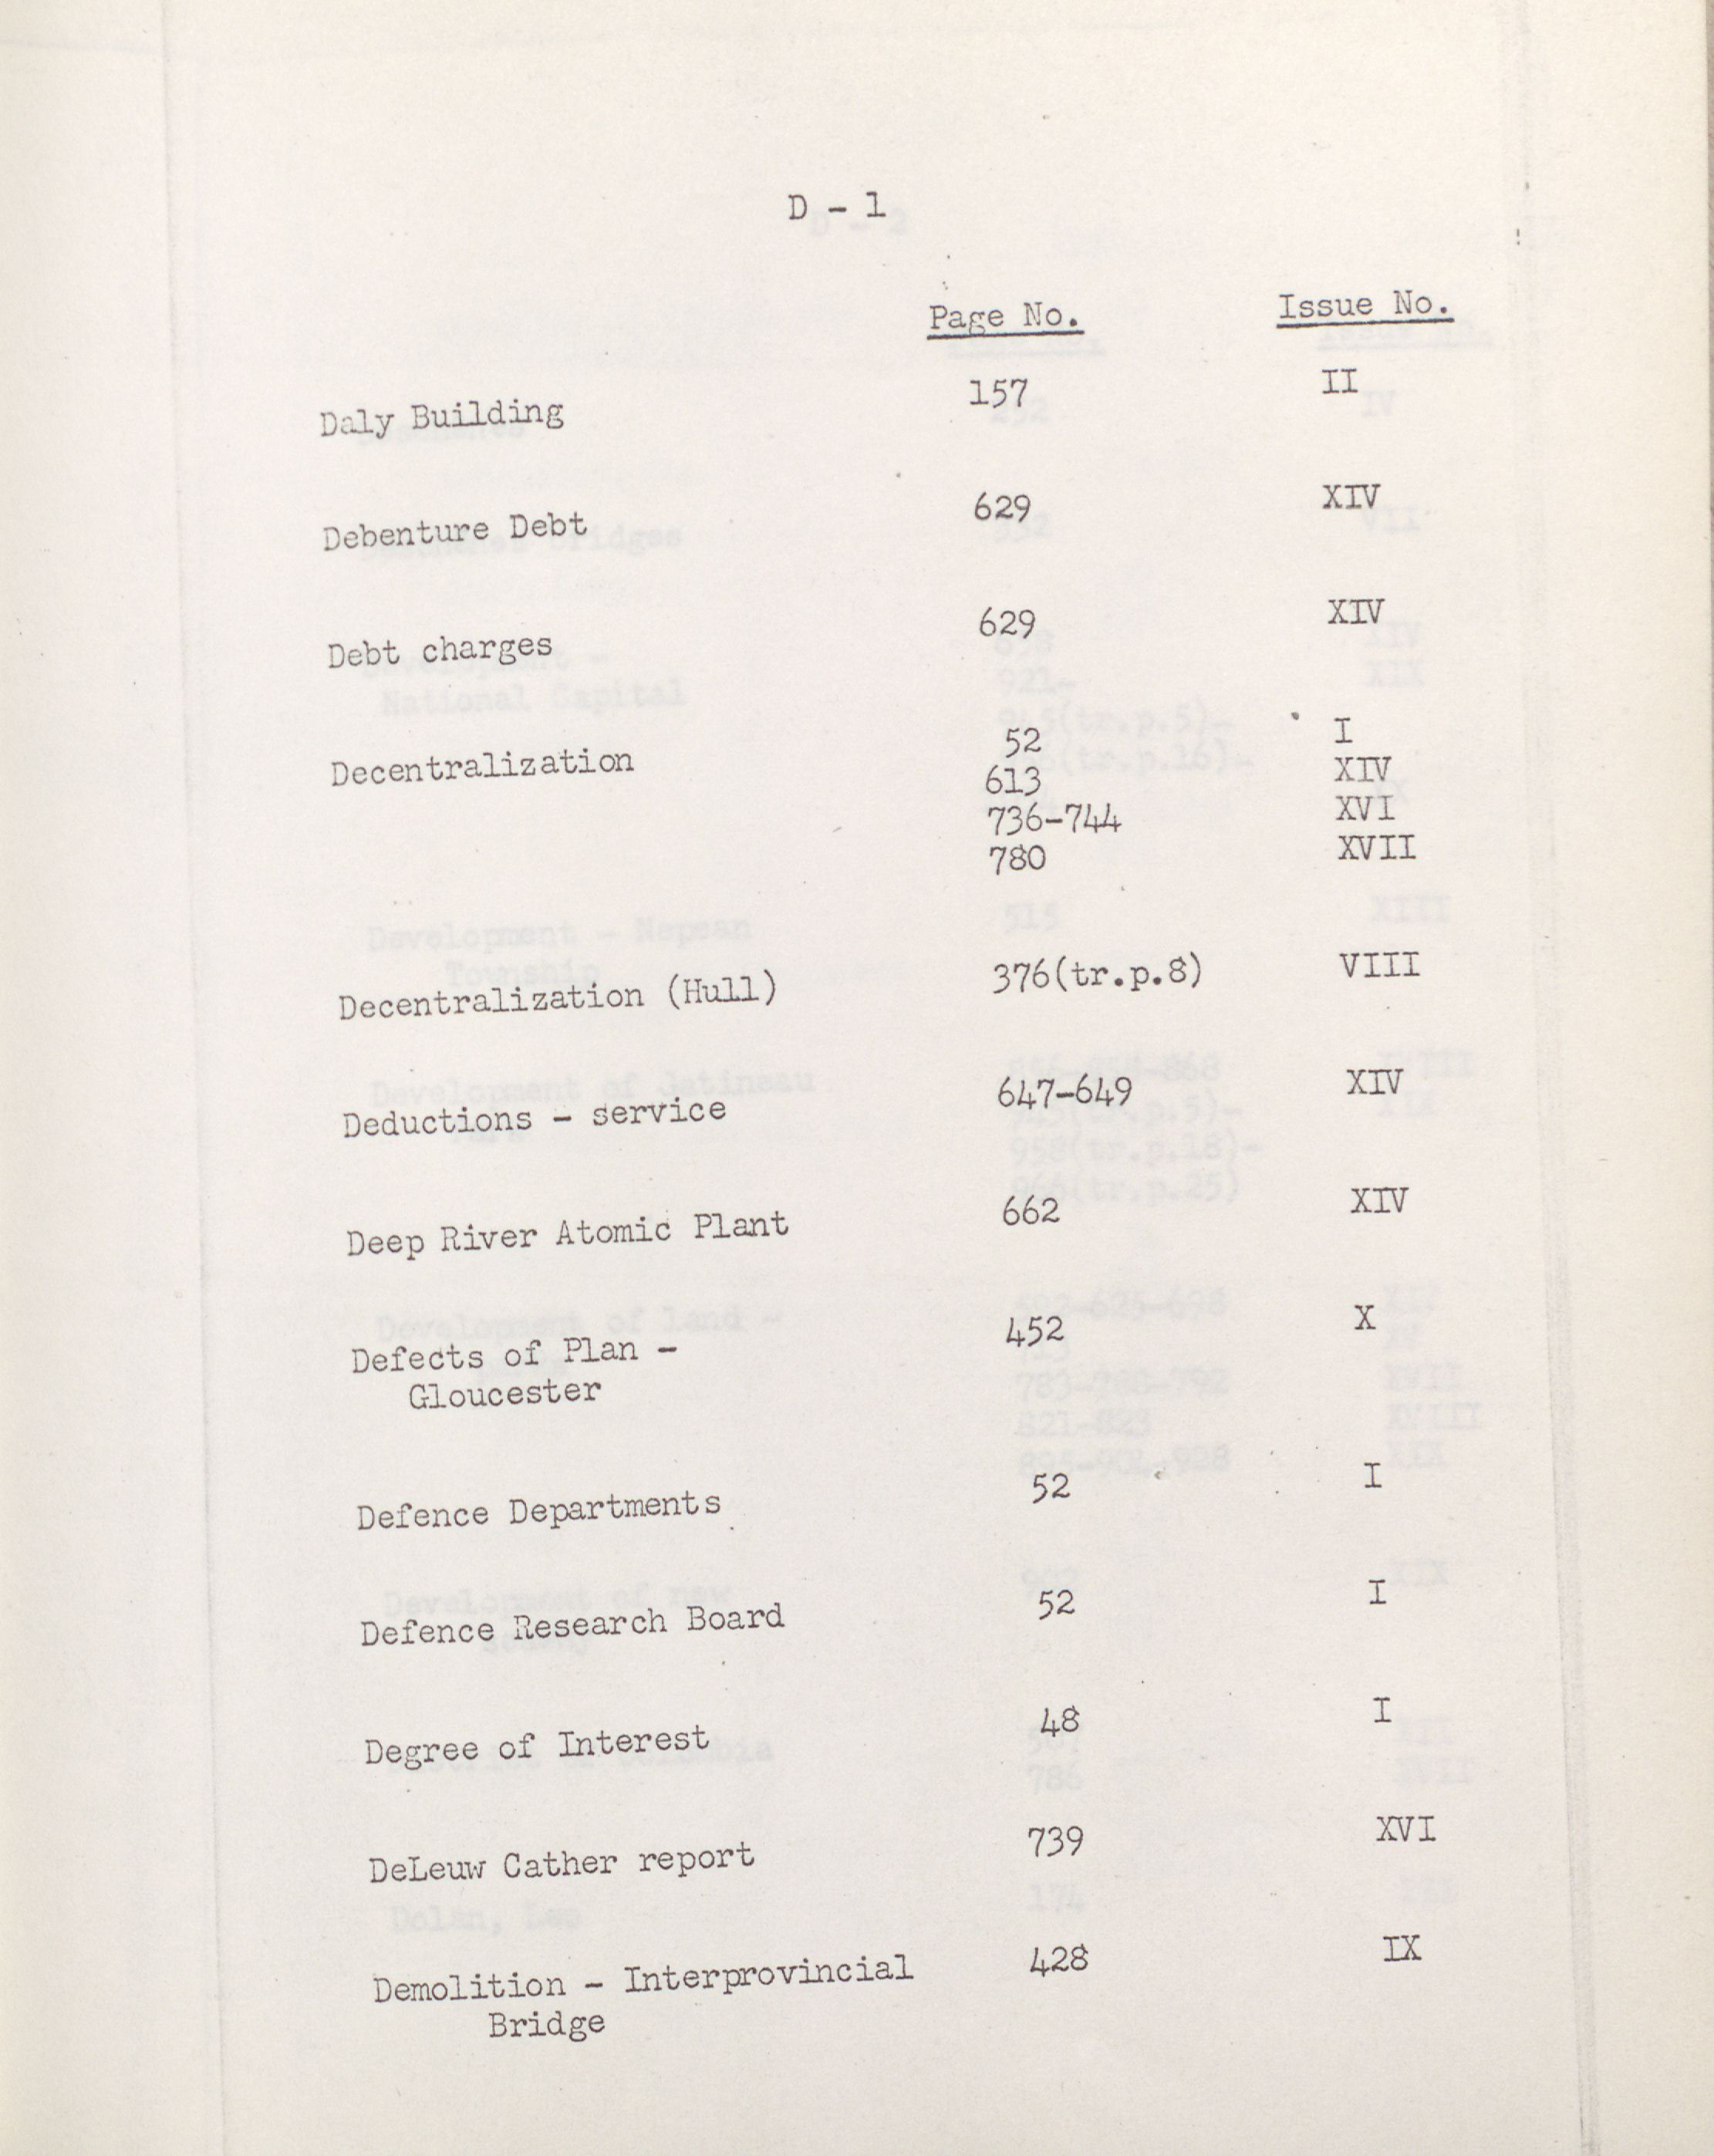 D - 1
Page No. Issue No.
Daly Building 157 II
Debenture Debt 629 XIV
Debt charges 629 XIV
Decentralization 52 I
613 XIV
736-744 XVI
780 XVII
Decentralization (Hull) 376(tr.p.8) VIII
Deductions - service 647-649 XIV
Deep River Atomic Plant 662 XIV
Defects of Plan - 452 X
Gloucester
Defence Departments 52 I
Defence Research Board 52 I
Degree of Interest 48 I
DeLeuw Cather report 739 XVI
Demolition - Interprovincial 428 IX
Bridge